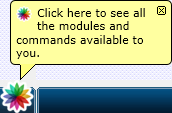 Click here to see all
the modules and
commands available to
you.